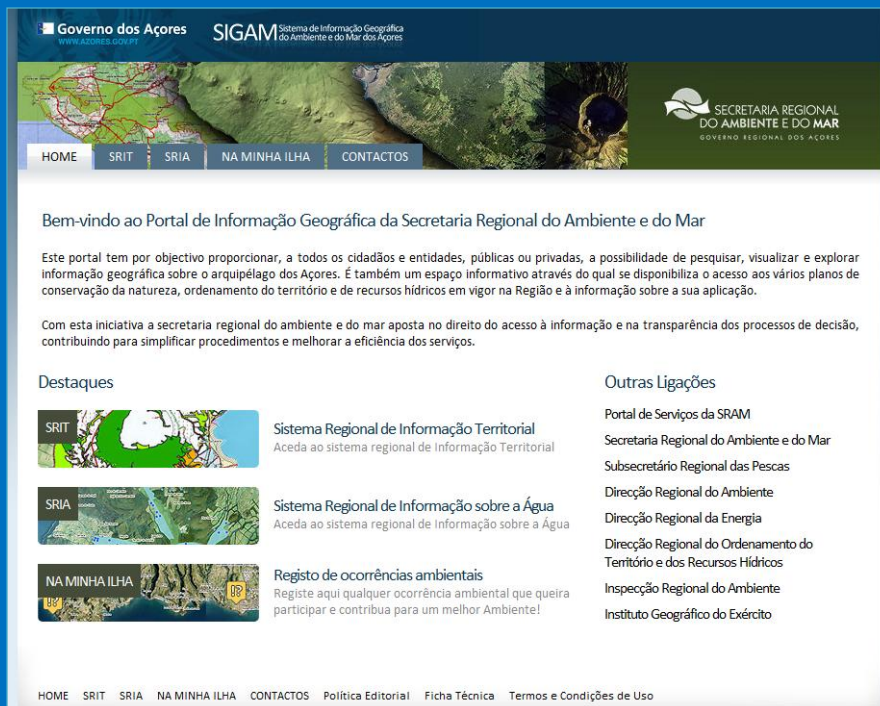 Governo dos Açores
WWW.AZORES.GOV.PT
SIGAM Sistema de Informação Geográfica
do Ambiente e do Mar dos Açores
SECRETARIA REGIONAL
DO AMBIENTE E DO MAR
GOVERNO REGIONAL DOS AÇORES
HOME SRIT SRIA NA MINHA ILHA CONTACTOS
Bem-vindo ao Portal de Informação Geográfica da Secretaria Regional do Ambiente e do Mar
Este portal tem por objectivo proporcionar, a todos os cidadãos e entidades, públicas ou privadas, a possibilidade de pesquisar, visualizar e explorar
informação geográfica sobre o arquipélago dos Açores. É também um espaço informativo através do qual se disponibiliza o acesso aos vários planos de
conservação da natureza, ordenamento do território e de recursos hídricos em vigor na Região e à informação sobre a sua aplicação.
Com esta iniciativa a secretaria regional do ambiente e do mar aposta no direito do acesso à informação e na transparência dos processos de decisão,
contribuindo para simplificar procedimentos e melhorar a eficiência dos serviços.
Destaques
SRIT
Sistema Regional de Informação Territorial
Aceda ao sistema regional de Informação Territorial
SRIA
Sistema Regional de Informação sobre a Água
Aceda ao sistema regional de Informação sobre a Água
NA MINHA ILHA
Registo de ocorrências ambientais
Registe aqui qualquer ocorrência ambiental que queira
participar e contribua para um melhor Ambiente!
Outras Ligações
Portal de Serviços da SRAM
Secretaria Regional do Ambiente e do Mar
Subsecretário Regional das Pescas
Direcção Regional do Ambiente
Direcção Regional da Energia
Direcção Regional do Ordenamento do
Território e dos Recursos Hídricos
Inspecção Regional do Ambiente
Instituto Geográfico do Exército
HOME SRIT SRIA NA MINHA ILHA CONTACTOS Política Editorial Ficha Técnica Termos e Condições de Uso